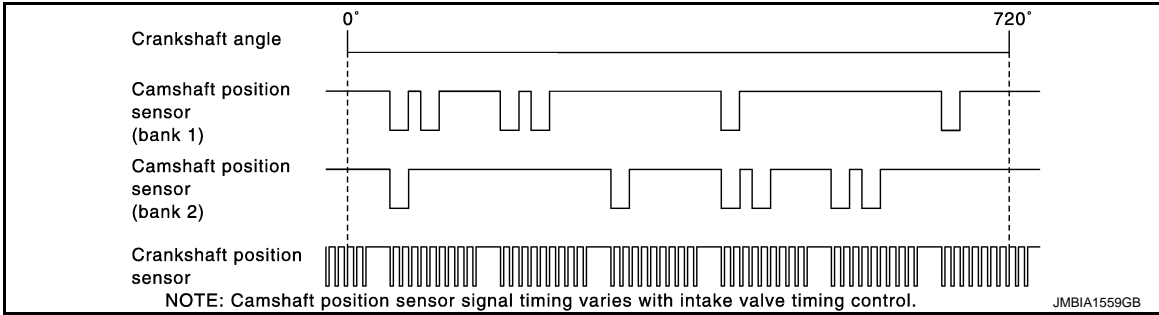 0˚ 720˚
Crankshaft angle
Camshaft position
sensor
(bank 1)
Camshaft position
sensor
(bank 2)
Crankshaft position
sensor
NOTE: Camshaft position sensor signal timing varies with intake valve timing control.
JMBIA1559GB